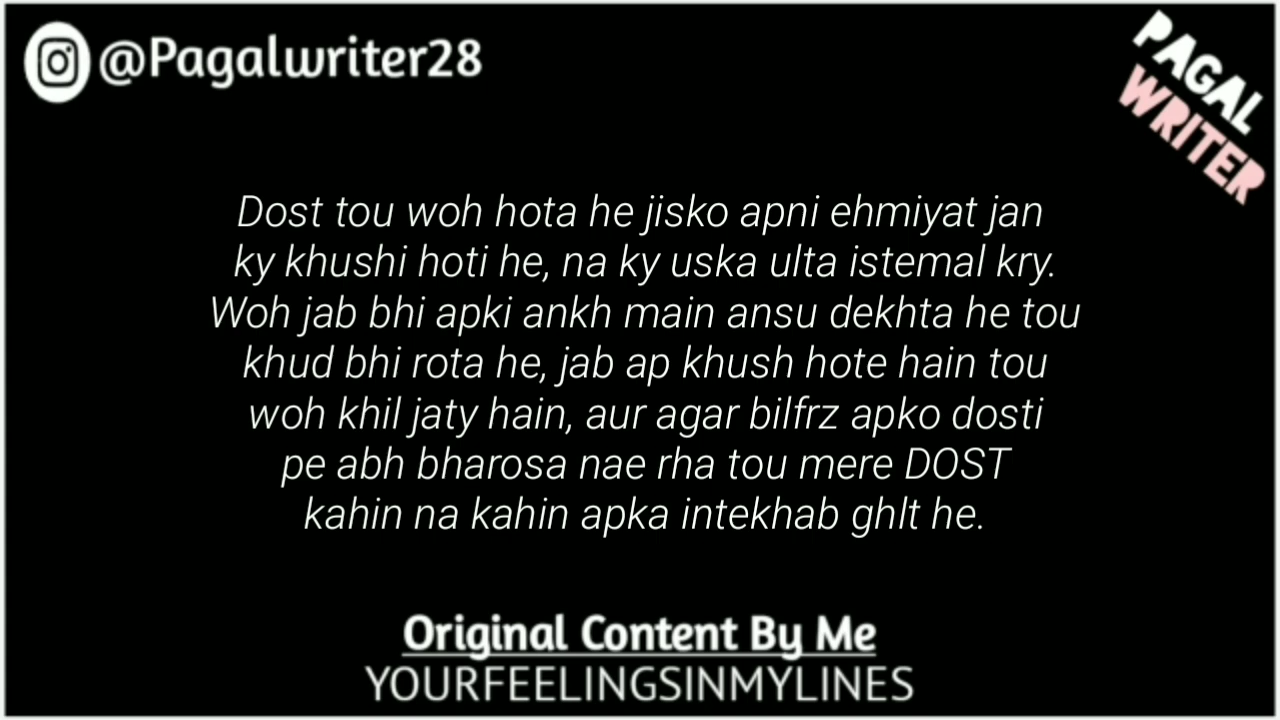 @Pagalwriter28
PAGAL
WRITER
Dost tou woh hota he jisko apni ehmiyat jan
ky khushi hoti he, na ky uska ulta istemal kry.
Woh jab bhi apki ankh main ansu dekhta he tou
khud bhi rota he, jab ap khush hote hain tou
woh khil jaty hain, aur agar bilfrz apko dosti
pe abh bharosa nae rha tou mere DOST
kahin na kahin apka intekhab ghlt he.
Original Content By Me
YOURFEELINGSINMYLINES